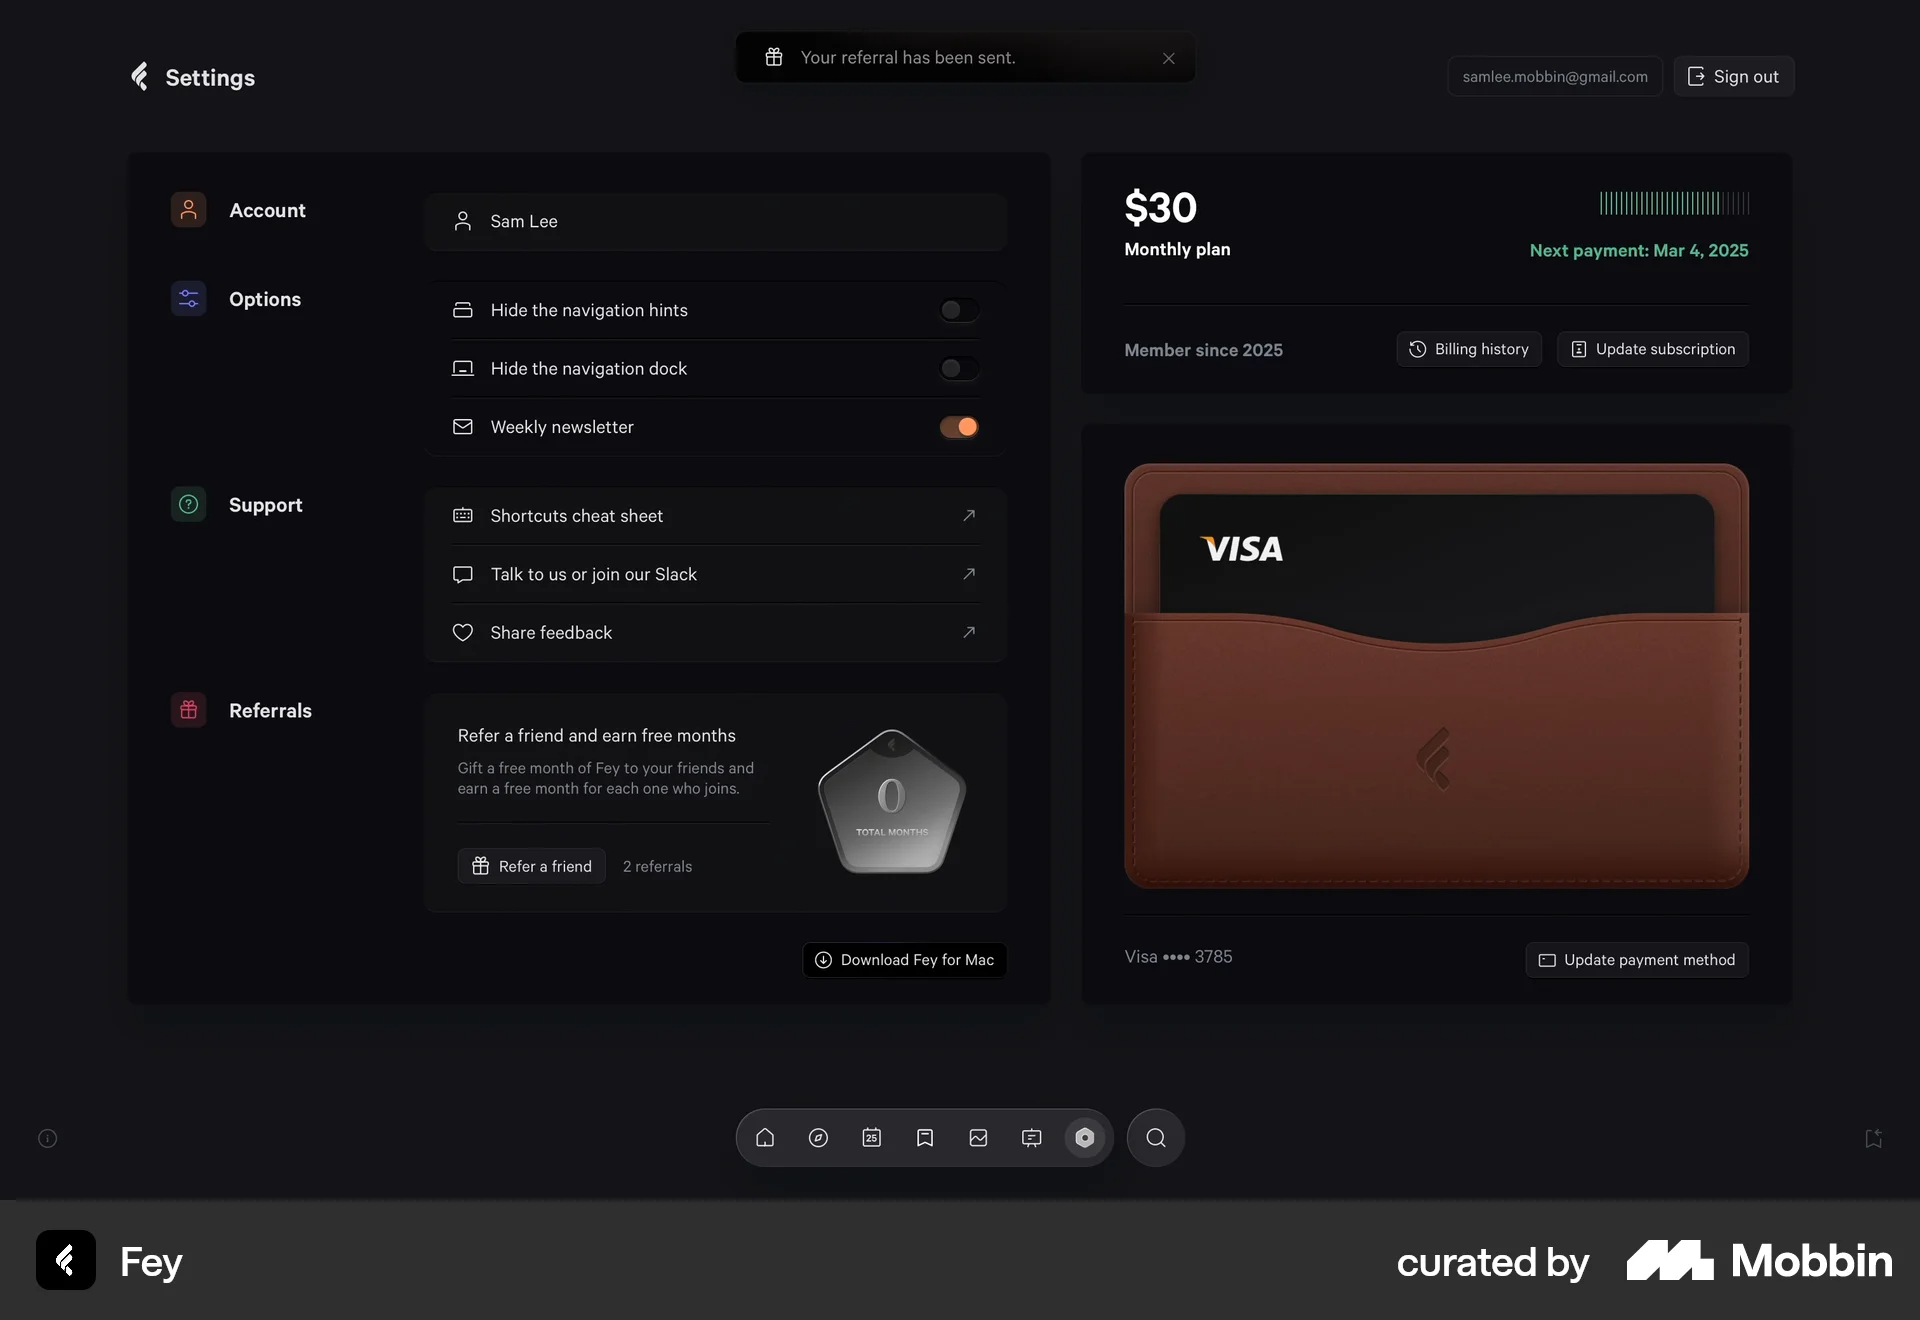 Settings
Your referral has been sent.
samlee.mobbin@gmail.com
Sign out
Account
Sam Lee
Options
Hide the navigation hints
Hide the navigation dock
Weekly newsletter
Support
Shortcuts cheat sheet
Talk to us or join our Slack
Share feedback
Referrals
Refer a friend and earn free months
Gift a free month of Fey to your friends and
earn a free month for each one who joins.
Refer a friend
2 referrals
0
TOTAL MONTHS
Download Fey for Mac
$30
Monthly plan
Next payment: Mar 4, 2025
Member since 2025
Billing history
Update subscription
VISA
Visa •••• 3785
Update payment method
25
Fey
curated by
Mobbin